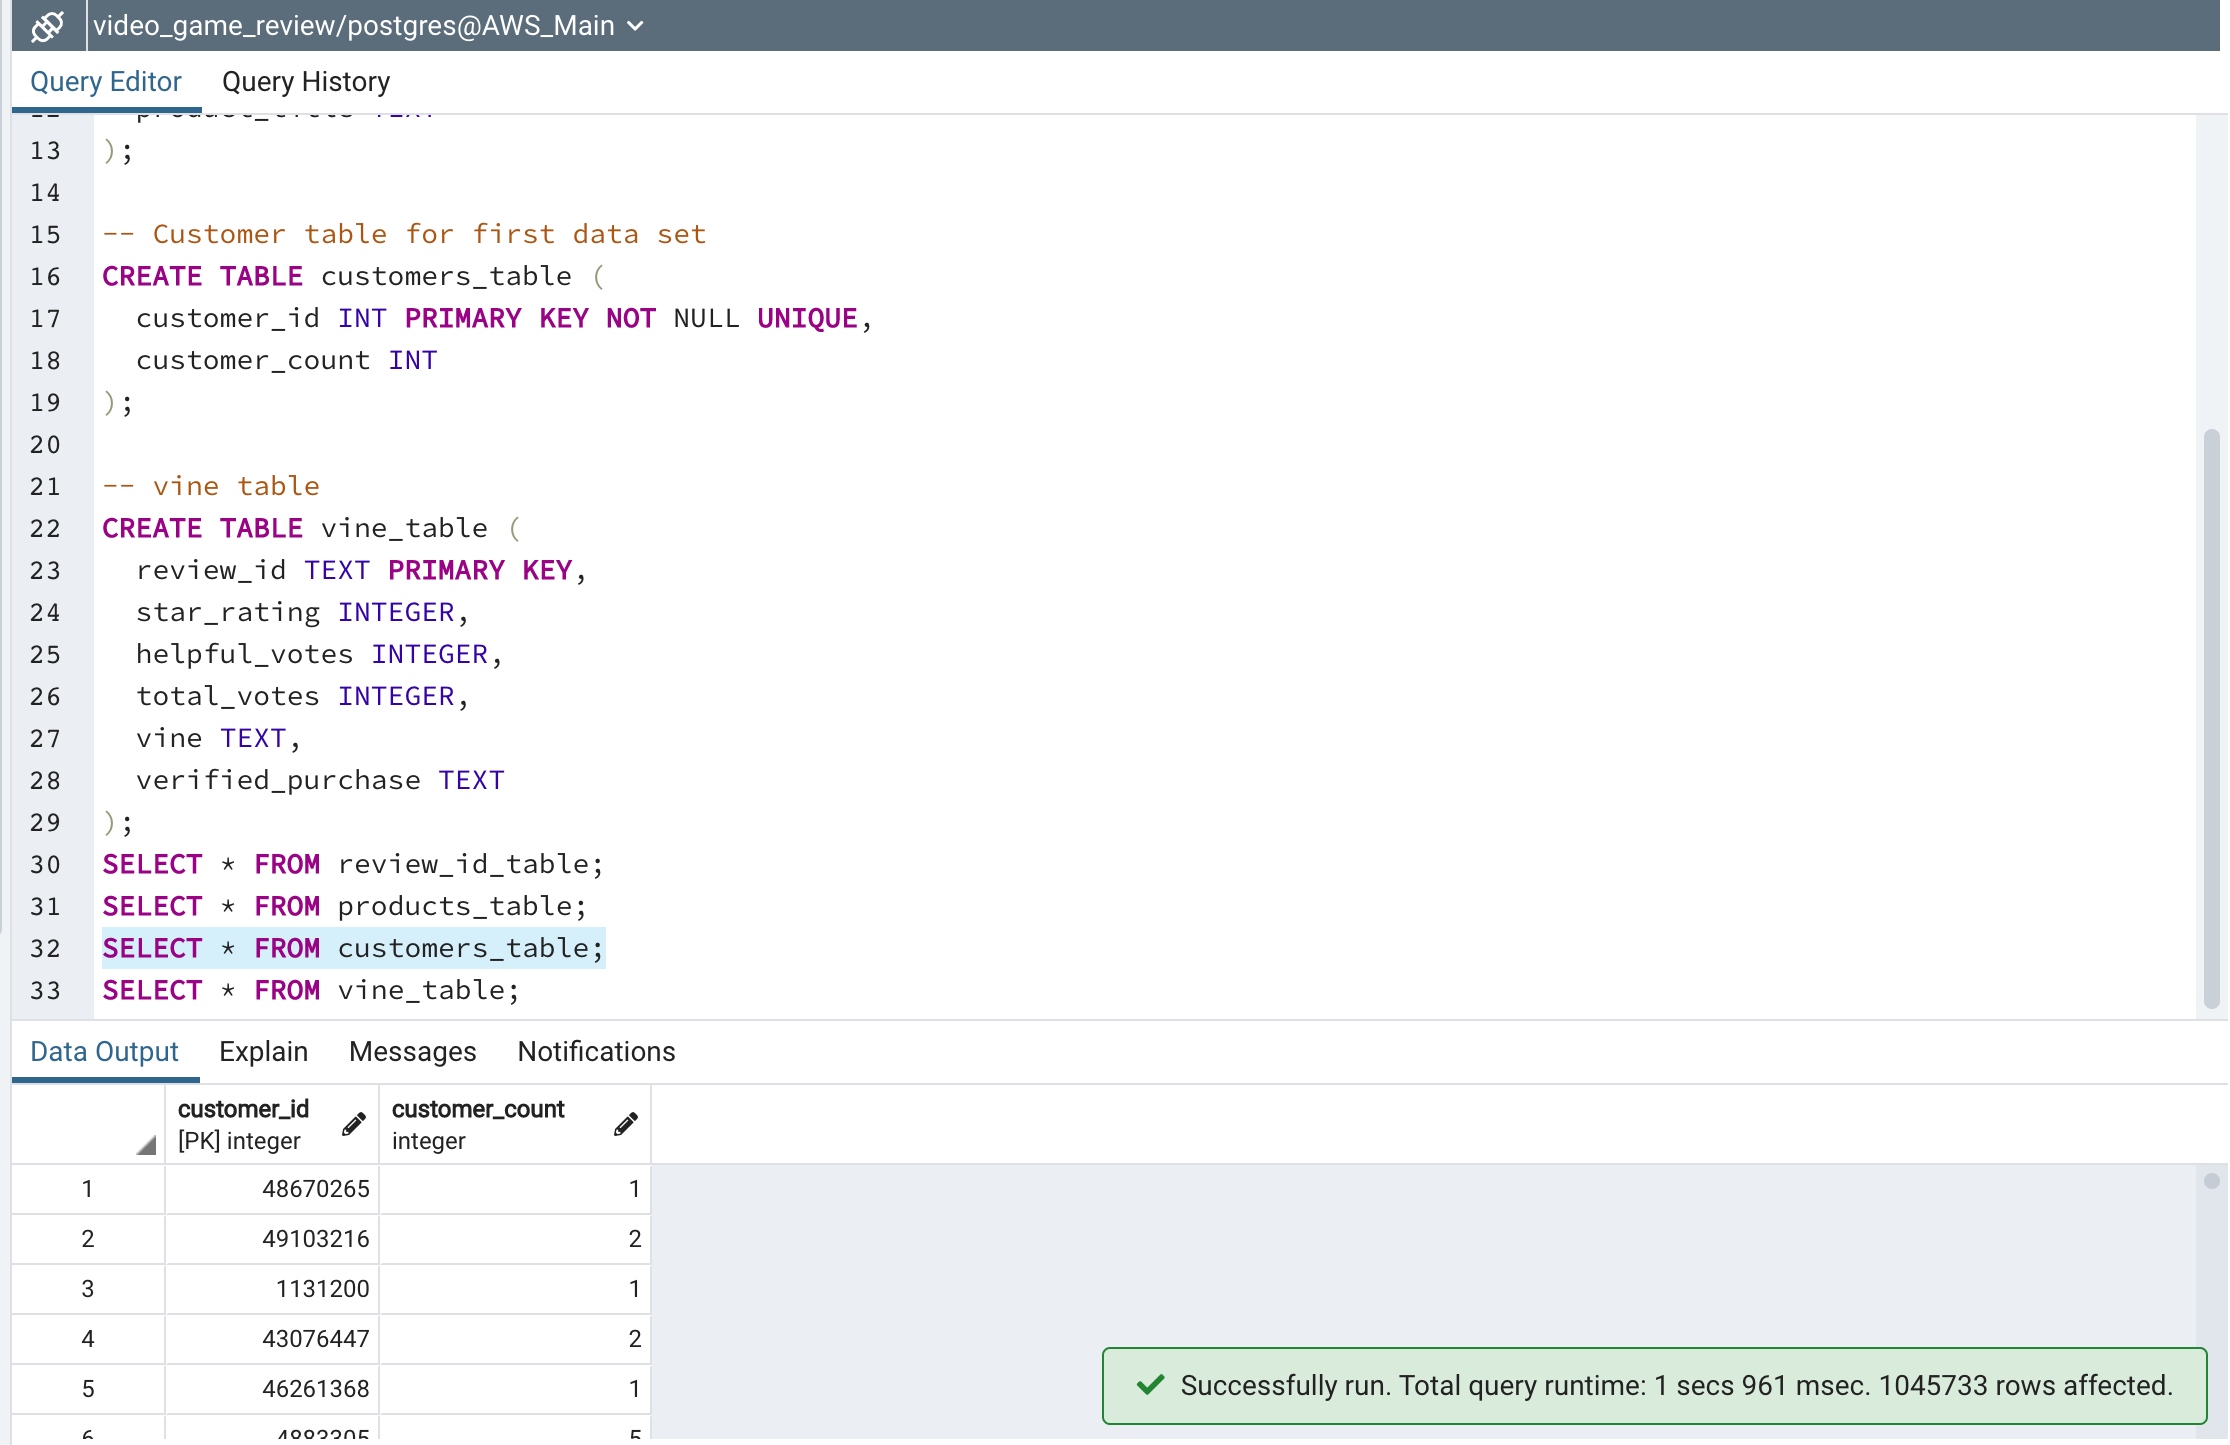 video_game_review/postgres@AWS_Main
Query Editor Query History
12 product_title TEXT
13 );
14
15 -- Customer table for first data set
16 CREATE TABLE customers_table (
17 customer_id INT PRIMARY KEY NOT NULL UNIQUE,
18 customer_count INT
19 );
20
21 -- vine table
22 CREATE TABLE vine_table (
23 review_id TEXT PRIMARY KEY,
24 star_rating INTEGER,
25 helpful_votes INTEGER,
26 total_votes INTEGER,
27 vine TEXT,
28 verified_purchase TEXT
29 );
30 SELECT * FROM review_id_table;
31 SELECT * FROM products_table;
32 SELECT * FROM customers_table;
33 SELECT * FROM vine_table;
Data Output Explain Messages Notifications
customer_id customer_count
[PK] integer integer
1 48670265 1
2 49103216 2
3 1131200 1
4 43076447 2
5 46261368 1
6 4883305 5
Successfully run. Total query runtime: 1 secs 961 msec. 1045733 rows affected.